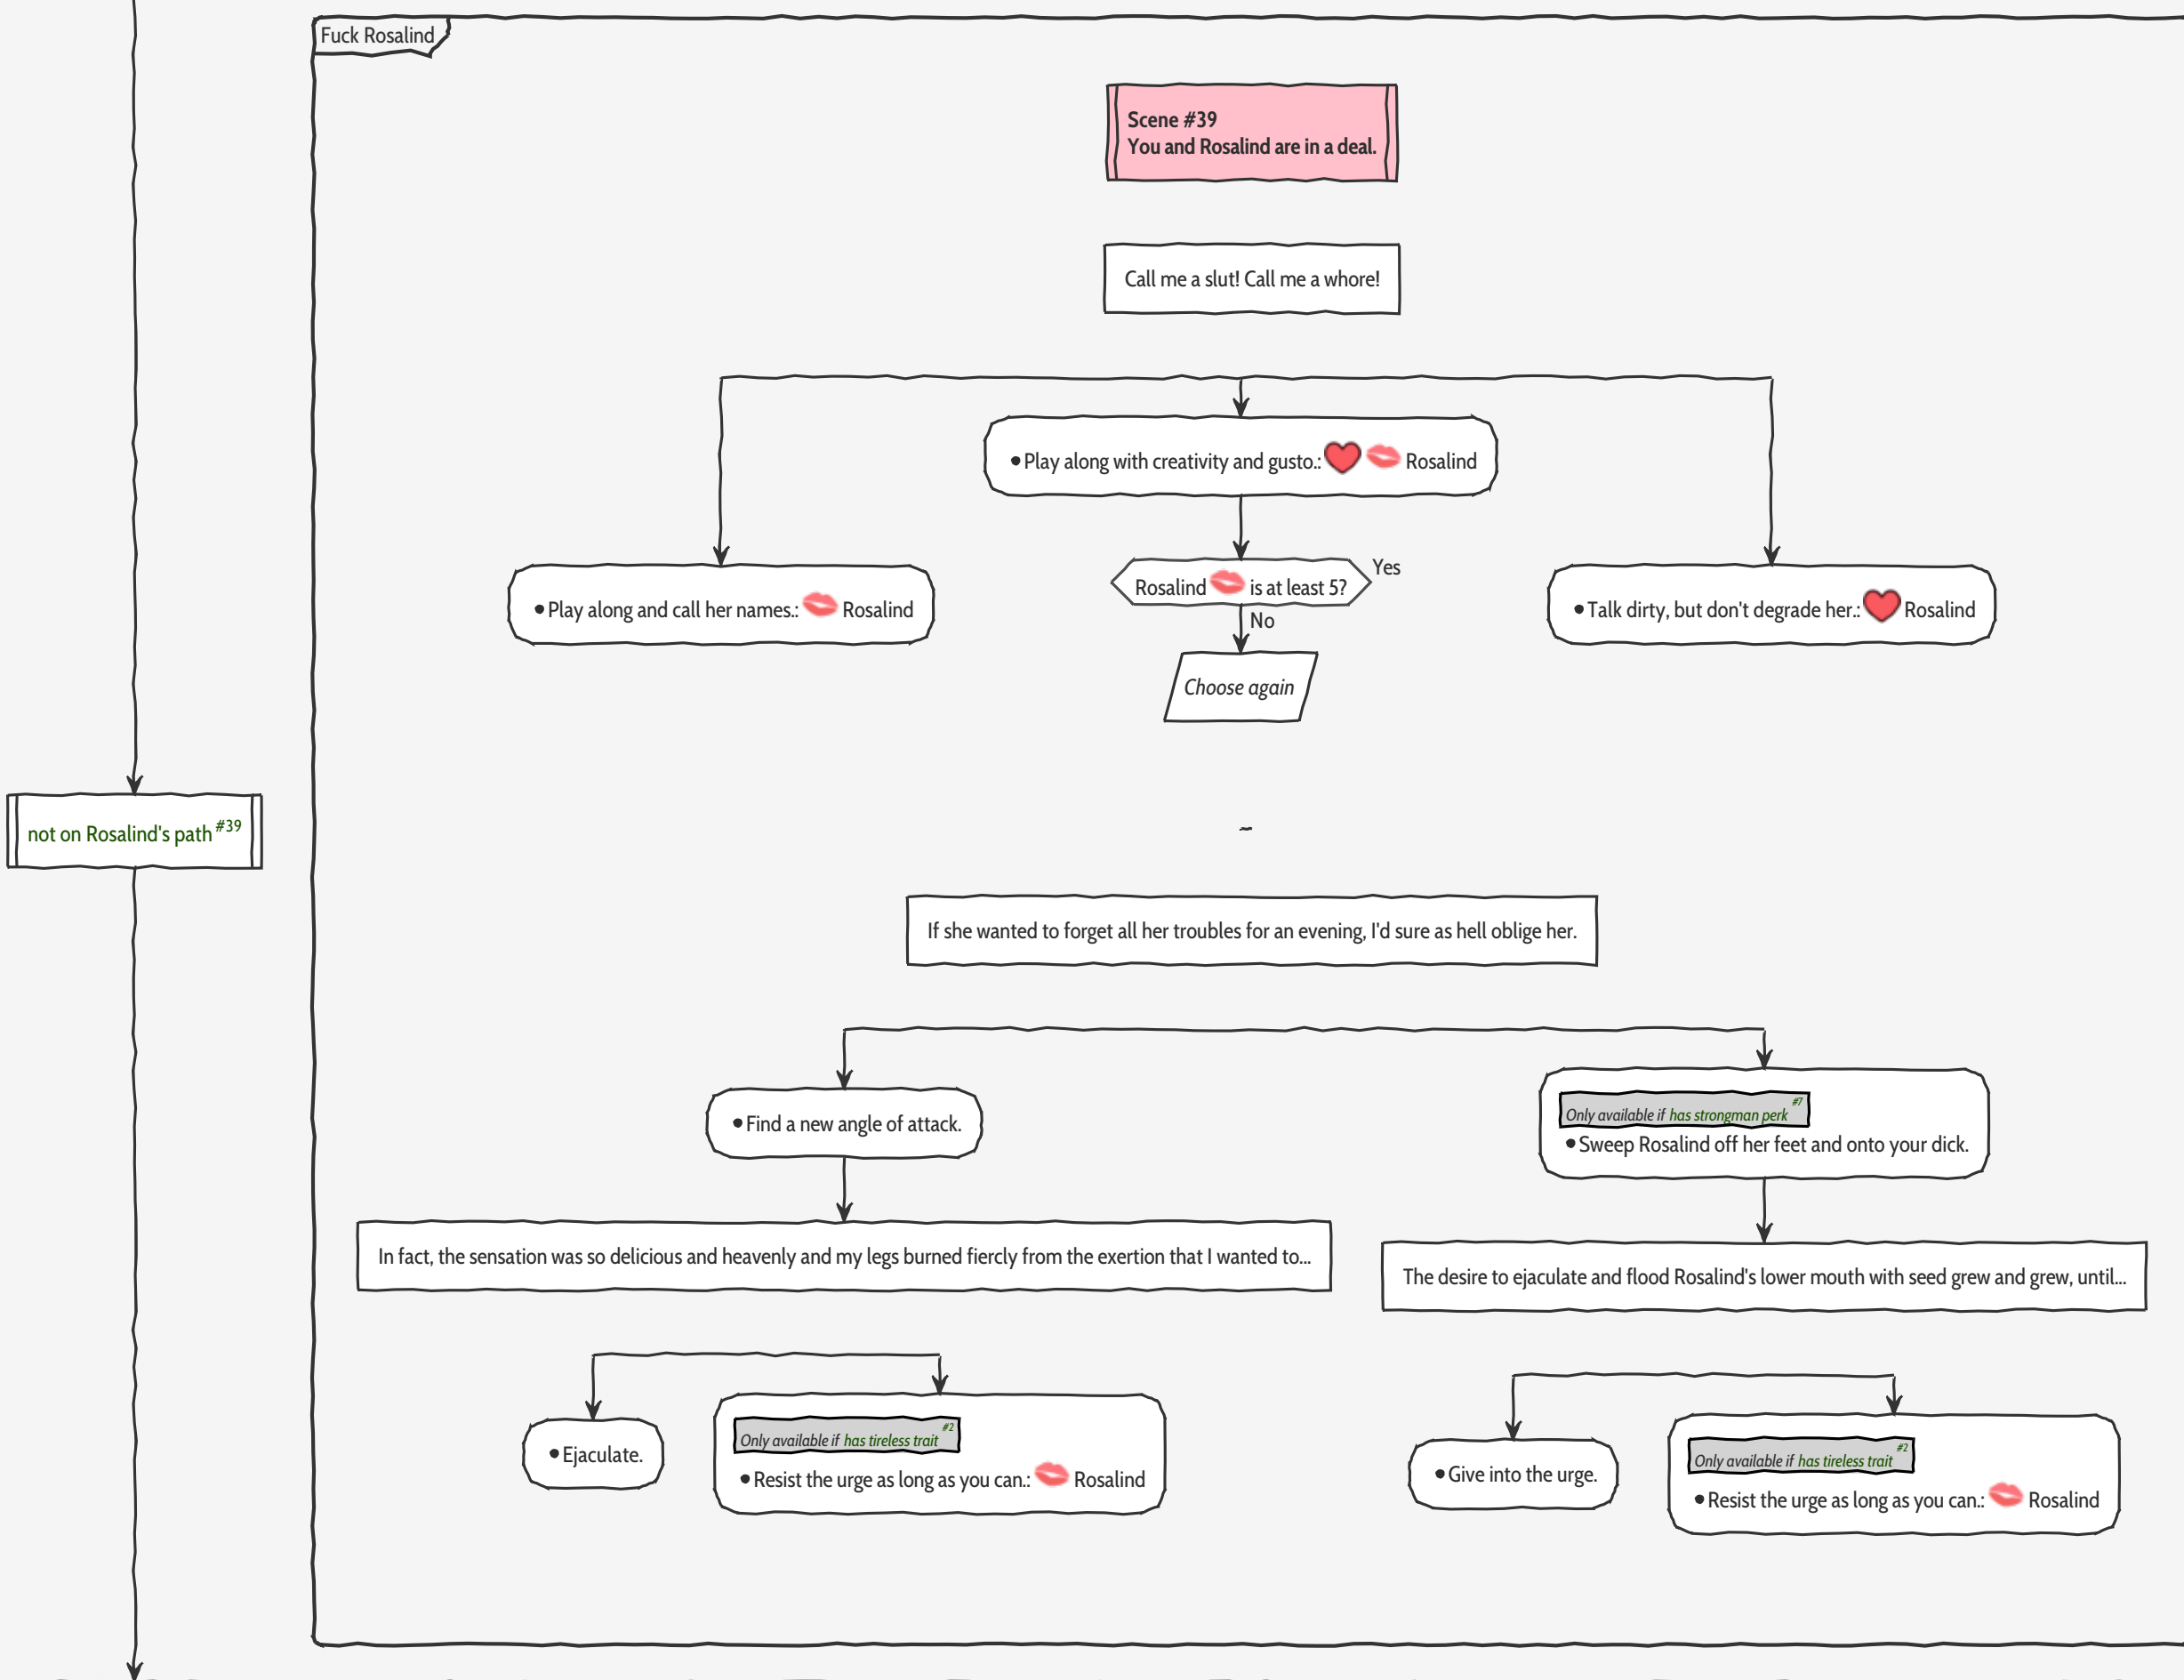 Fuck Rosalind
Scene #39
You and Rosalind are in a deal.
Call me a slut! Call me a whore!
Play along with creativity and gusto.: Rosalind
Yes
Rosalind is at least 5?
Play along and call her names.: Rosalind
Talk dirty, but don't degrade her.: Rosalind
No
Choose again
not on Rosalind's path #39
If she wanted to forget all her troubles for an evening, I'd sure as hell oblige her.
Find a new angle of attack.
Only available if has strongman perk #7
Sweep Rosalind off her feet and onto your dick.
In fact, the sensation was so delicious and heavenly and my legs burned fiercly from the exertion that I wanted to...
The desire to ejaculate and flood Rosalind's lower mouth with seed grew and grew, until...
Ejaculate.
Only available if has tireless trait #2
Resist the urge as long as you can.: Rosalind
Give into the urge.
Only available if has tireless trait #2
Resist the urge as long as you can.: Rosalind